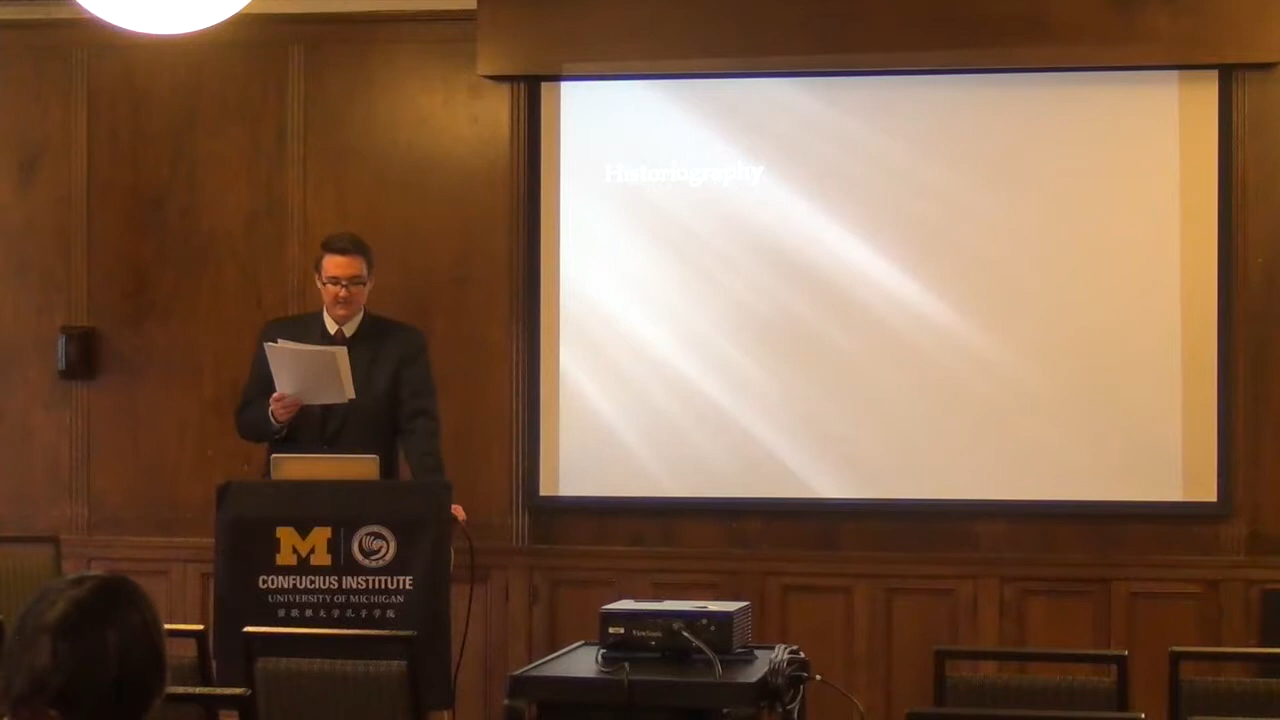 Historiography
M
CONFUCIUS INSTITUTE
UNIVERSITY OF MICHIGAN
密歇根大学孔子学院
ViewSonic